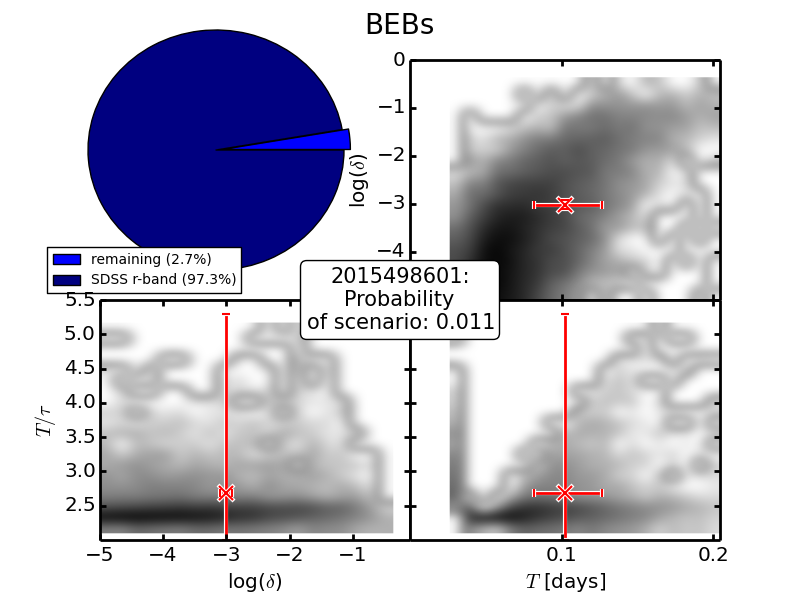 BEBs
0
−1
−2
−3
−4
log(δ)
remaining (2.7%)
SDSS r-band (97.3%)
2015498601:
Probability
of scenario: 0.011
5.5
5.0
4.5
4.0
3.5
3.0
2.5
T/τ
−5 −4 −3 −2 −1
log(δ)
0.1 0.2
T [days]